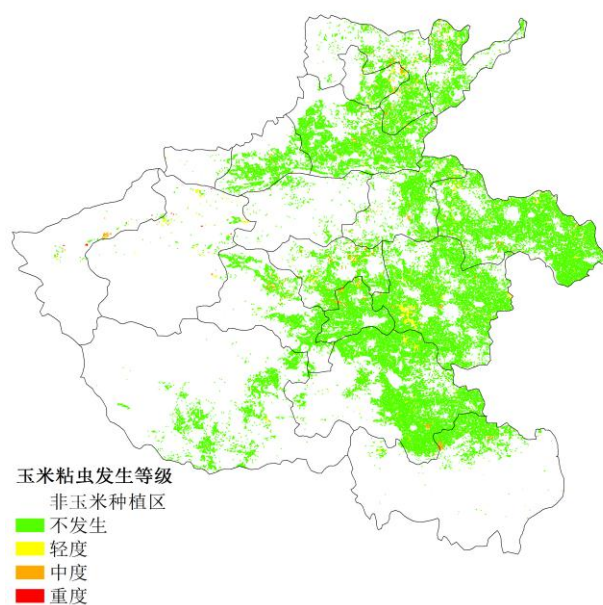 玉米粘虫发生等级
非玉米种植区
不发生
轻度
中度
重度